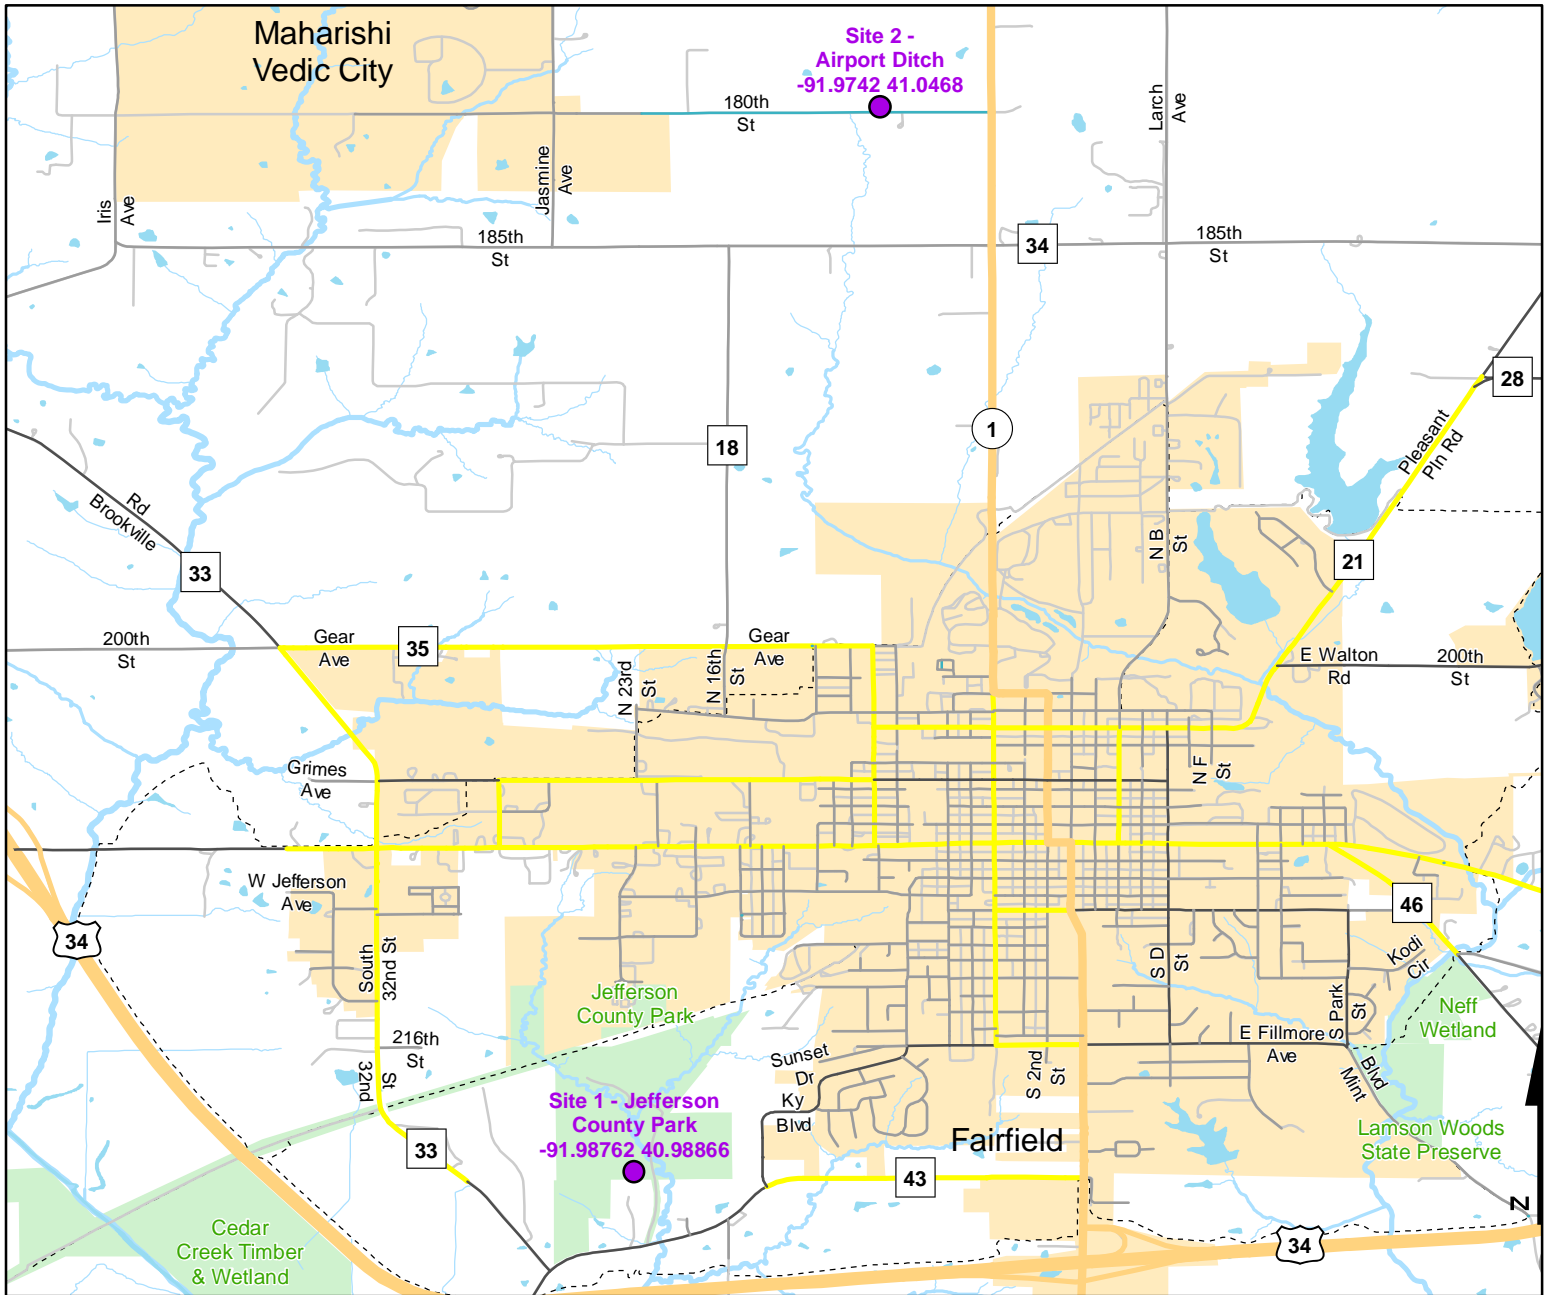 Maharishi
Vedic City
Site 2 -
Airport Ditch
-91.9742 41.0468
180th
St
Larch
Ave
Jasmine
Ave
Iris
Ave
185th
St
34
185th
St
28
Pleasant
Pln Rd
1
18
Rd
Brookville
33
N B
St
21
200th
St
Gear
Ave
35
Gear
Ave
N 23rd
St
N 16th
St
E Walton
Rd
200th
St
Grimes
Ave
N F
St
W Jefferson
Ave
46
34
South
32nd St
S D
St
Kodi
Cir
Jefferson
County Park
Neff
Wetland
S Park
St
216th
St
E Fillmore
Ave
Sunset
Dr
S 2nd
St
32nd
St
Ky
Blvd
Blvd
Mint
Site 1 - Jefferson
County Park
-91.98762 40.98866
Fairfield
Lamson Woods
State Preserve
33
43
N
Cedar
Creek Timber
& Wetland
34